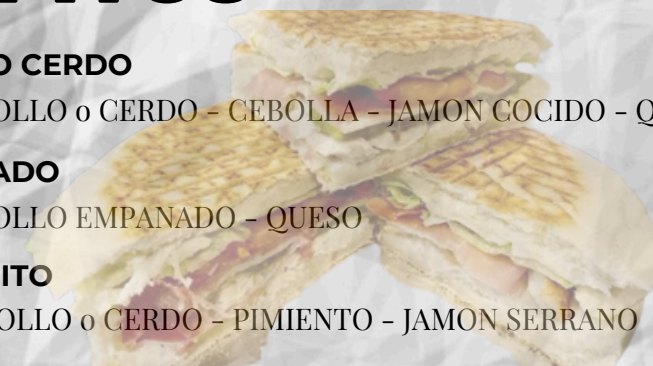 O CERDO
OLLO o CERDO - CEBOLLA - JAMON COCIDO - Q
ADO
OLLO EMPANADO - QUESO
ITO
OLLO o CERDO - PIMIENTO - JAMON SERRANO